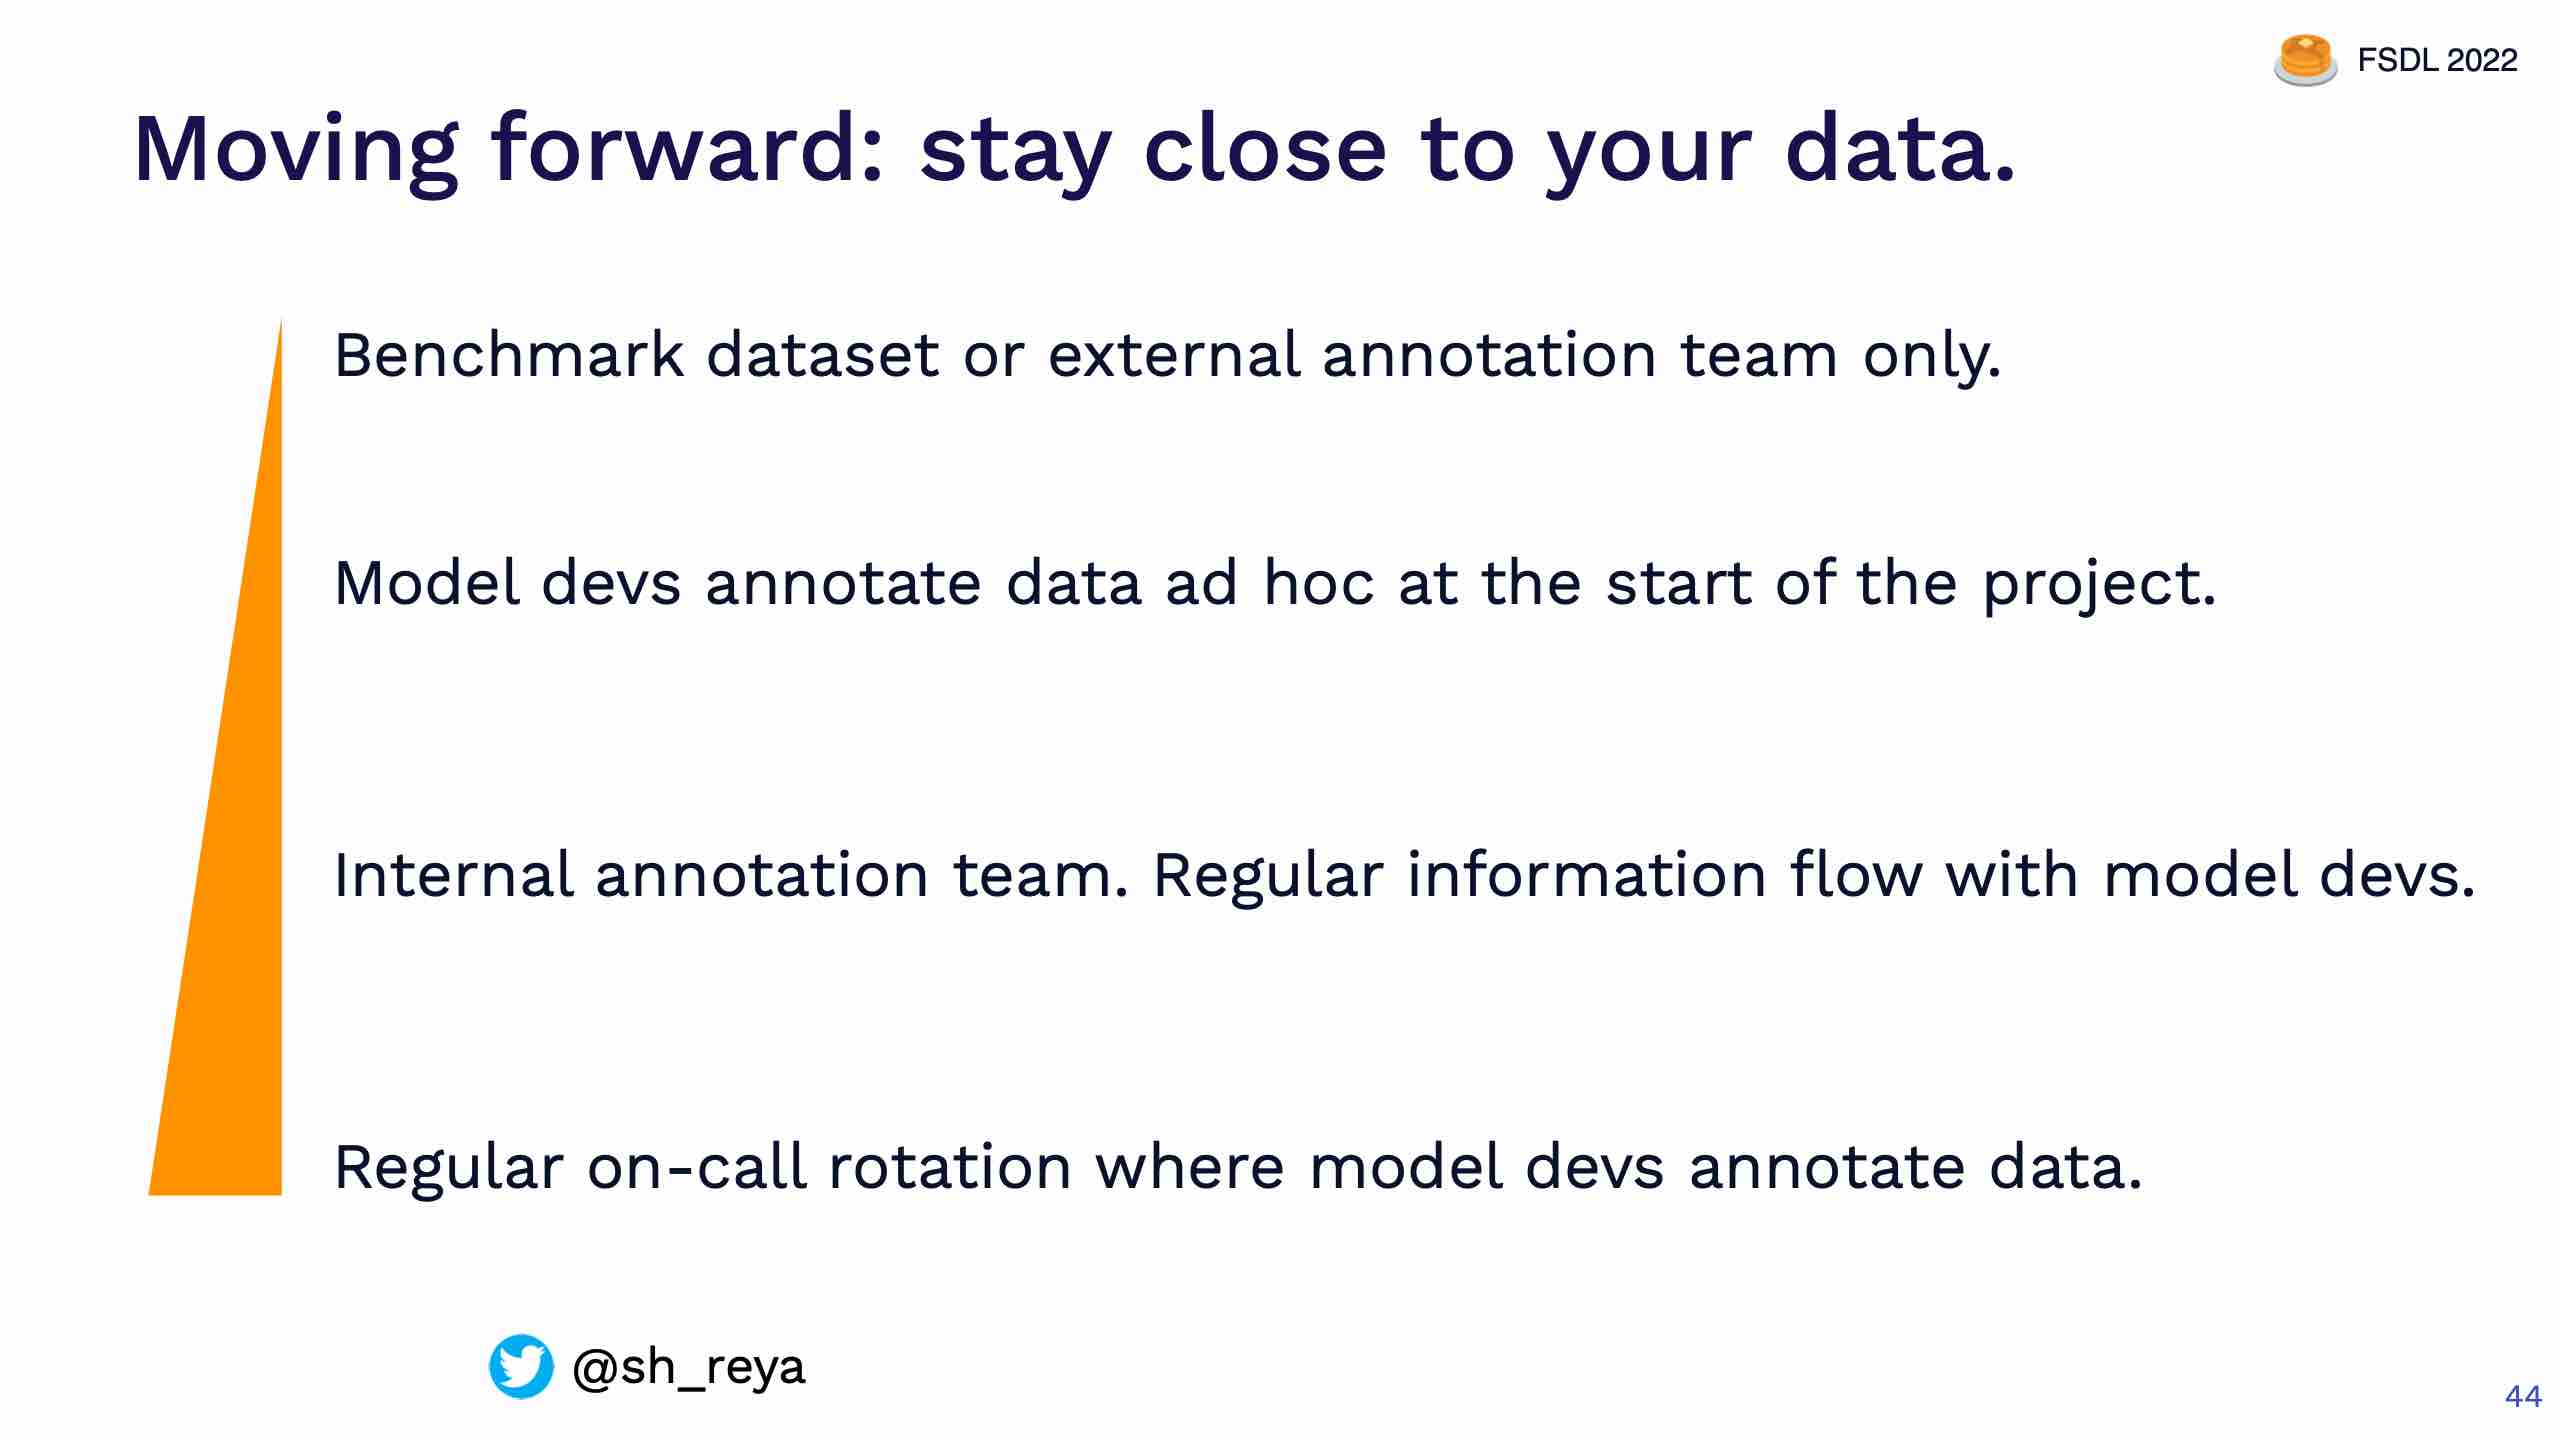 FSDL 2022
Moving forward: stay close to your data.
Benchmark dataset or external annotation team only.
Model devs annotate data ad hoc at the start of the project.
Internal annotation team. Regular information flow with model devs.
Regular on-call rotation where model devs annotate data.
@sh_reya
44